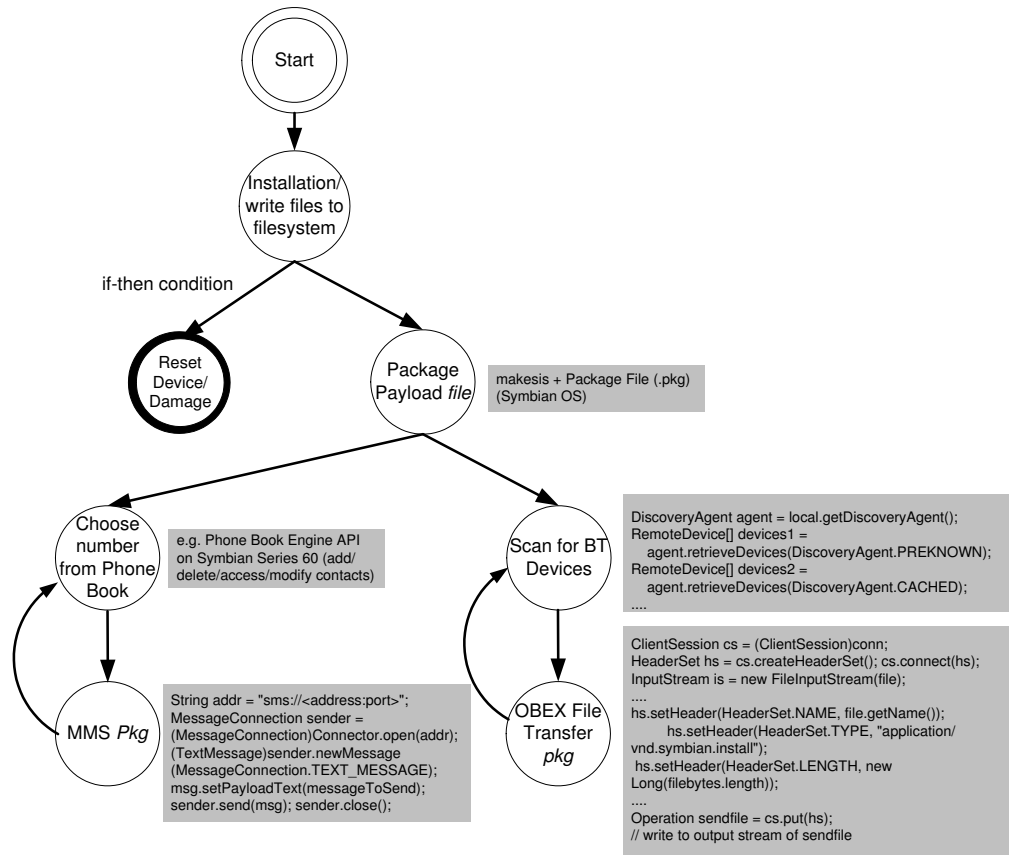 Start
Installation/
write files to
filesystem
if-then condition
Reset
Device/
Damage
Package
Payload file
makesis + Package File (.pkg)
(Symbian OS)
Choose
number
from Phone
Book
e.g. Phone Book Engine API
on Symbian Series 60 (add/
delete/access/modify contacts)
Scan for BT
Devices
DiscoveryAgent agent = local.getDiscoveryAgent();
RemoteDevice[] devices1 =
agent.retrieveDevices(DiscoveryAgent.PREKNOWN);
RemoteDevice[] devices2 =
agent.retrieveDevices(DiscoveryAgent.CACHED);
....
MMS Pkg
String addr = "sms://<address:port>";
MessageConnection sender =
(MessageConnection)Connector.open(addr);
(TextMessage)sender.newMessage
(MessageConnection.TEXT_MESSAGE);
msg.setPayloadText(messageToSend);
sender.send(msg); sender.close();
OBEX File
Transfer
pkg
ClientSession cs = (ClientSession)conn;
HeaderSet hs = cs.createHeaderSet(); cs.connect(hs);
InputStream is = new FileInputStream(file);
....
hs.setHeader(HeaderSet.NAME, file.getName());
hs.setHeader(HeaderSet.TYPE, "application/
vnd.symbian.install");
hs.setHeader(HeaderSet.LENGTH, new
Long(filebytes.length));
....
Operation sendfile = cs.put(hs);
// write to output stream of sendfile